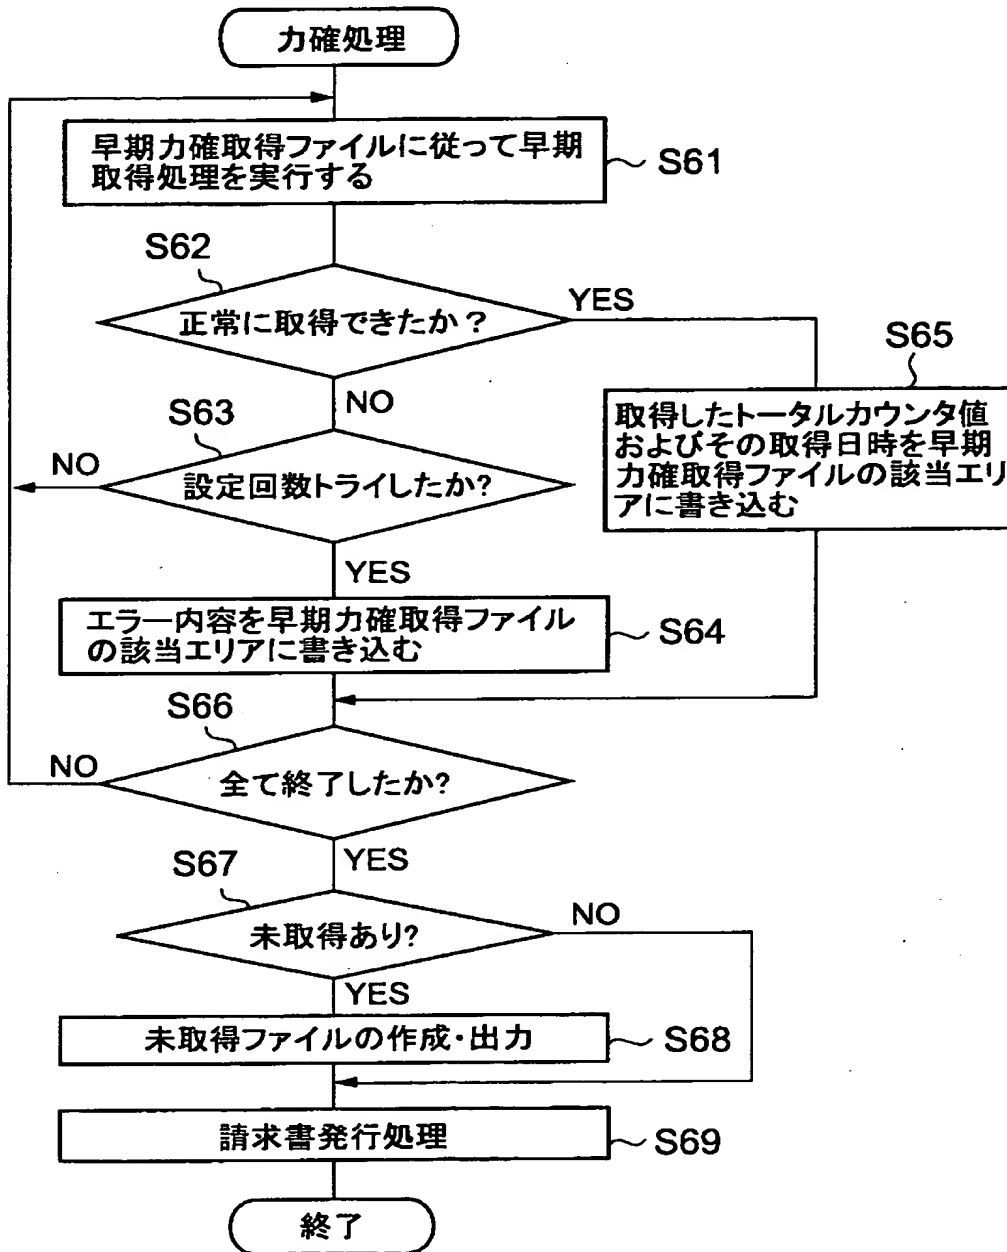 力確処理
早期力確取得ファイルに従って早期
取得処理を実行する
S61
S62
正常に取得できたか？
YES
NO
S65
取得したトータルカウンタ値
およびその取得日時を早期
力確取得ファイルの該当エリ
アに書き込む
S63
NO
設定回数トライしたか?
YES
エラー内容を早期力確取得ファイル
の該当エリアに書き込む
S64
S66
NO
全て終了したか?
YES
S67
未取得あり?
NO
YES
未取得ファイルの作成・出力
S68
請求書発行処理
S69
終了